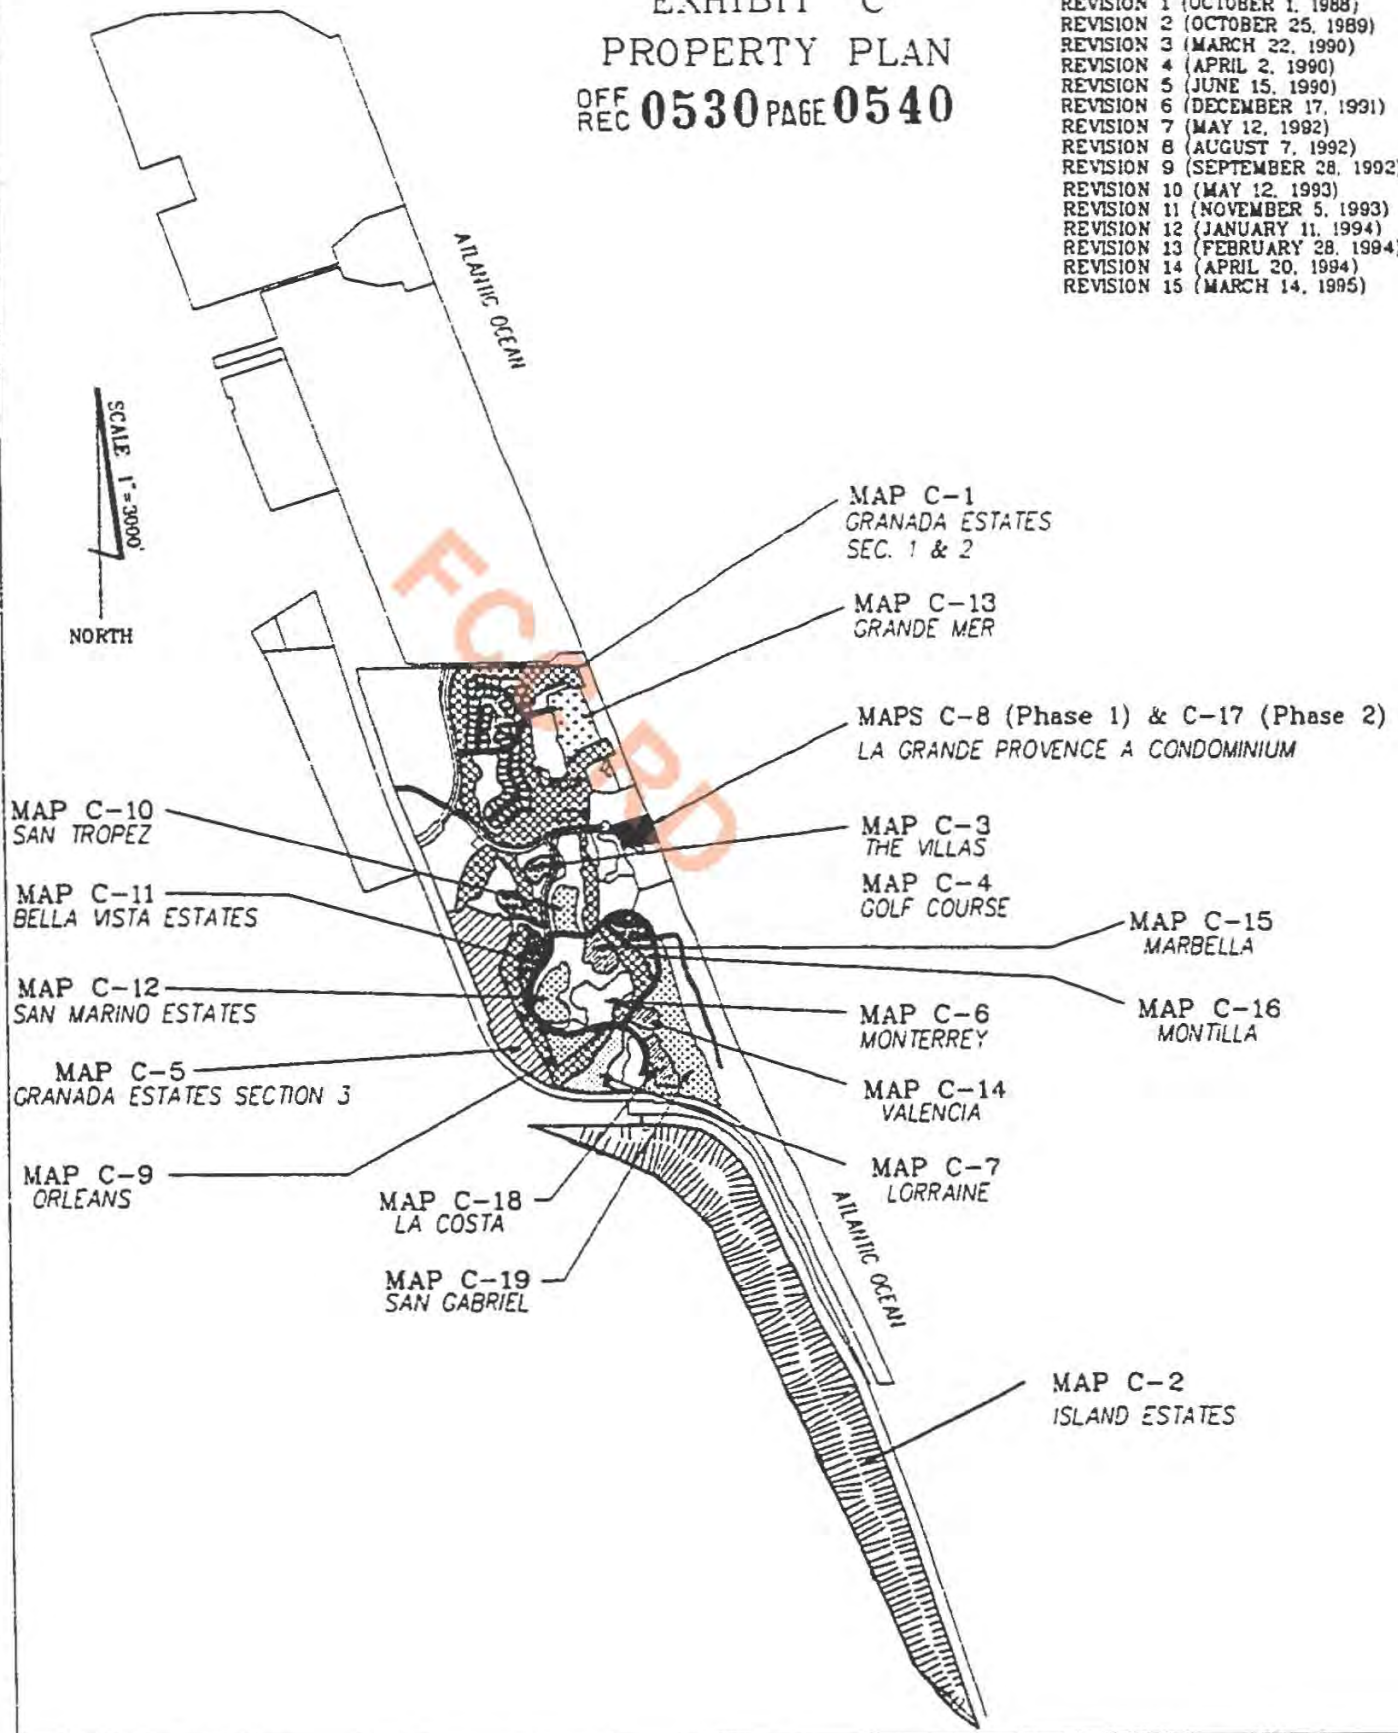 EXHIBIT "C"
PROPERTY PLAN
OFF REC 0530 PAGE 0540
REVISION 1 (OCTOBER 1, 1988)
REVISION 2 (OCTOBER 25, 1989)
REVISION 3 (MARCH 22, 1990)
REVISION 4 (APRIL 2, 1990)
REVISION 5 (JUNE 15, 1990)
REVISION 6 (DECEMBER 17, 1991)
REVISION 7 (MAY 12, 1992)
REVISION 8 (AUGUST 7, 1992)
REVISION 9 (SEPTEMBER 28, 1992)
REVISION 10 (MAY 12, 1993)
REVISION 11 (NOVEMBER 5, 1993)
REVISION 12 (JANUARY 11, 1994)
REVISION 13 (FEBRUARY 28, 1994)
REVISION 14 (APRIL 20, 1994)
REVISION 15 (MARCH 14, 1995)
ATLANTIC OCEAN
SCALE 1"=3000'
NORTH
MAP C-1
GRANADA ESTATES
SEC. 1 & 2
MAP C-13
GRANDE MER
MAPS C-8 (Phase 1) & C-17 (Phase 2)
LA GRANDE PROVENCE A CONDOMINIUM
MAP C-10
SAN TROPEZ
MAP C-3
THE VILLAS
MAP C-4
GOLF COURSE
MAP C-11
BELLA VISTA ESTATES
MAP C-15
MARBELLA
MAP C-12
SAN MARINO ESTATES
MAP C-6
MONTERREY
MAP C-16
MONTILLA
MAP C-5
GRANADA ESTATES SECTION 3
MAP C-14
VALENCIA
MAP C-9
ORLEANS
MAP C-7
LORRAINE
MAP C-18
LA COSTA
MAP C-19
SAN GABRIEL
ATLANTIC OCEAN
MAP C-2
ISLAND ESTATES